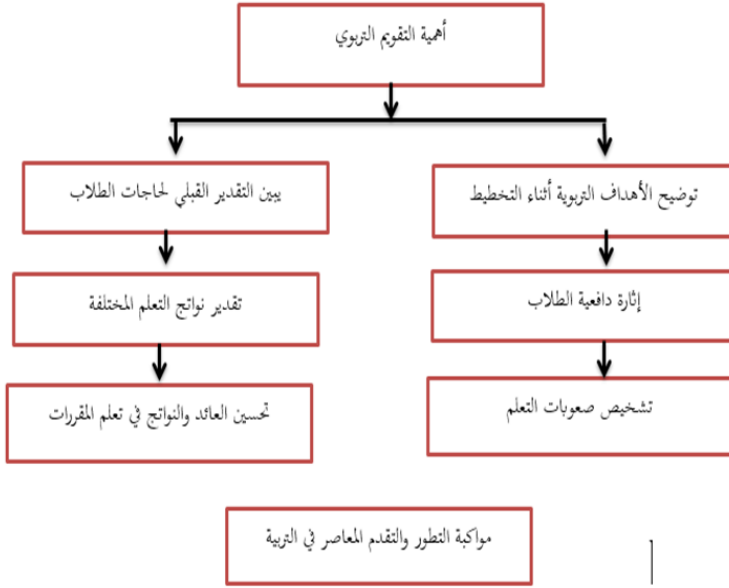 أهمية التقويم التربوي
توضيح الأهداف التربوية أثناء التخطيط
يبين التقدير القبلي لحاجات الطلاب
إثارة دافعية الطلاب
تقدير نواتج التعلم المختلفة
تشخيص صعوبات التعلم
تحسين العائد والنواتج في تعلم المقررات
مواكبة التطور والتقدم المعاصر في التربية